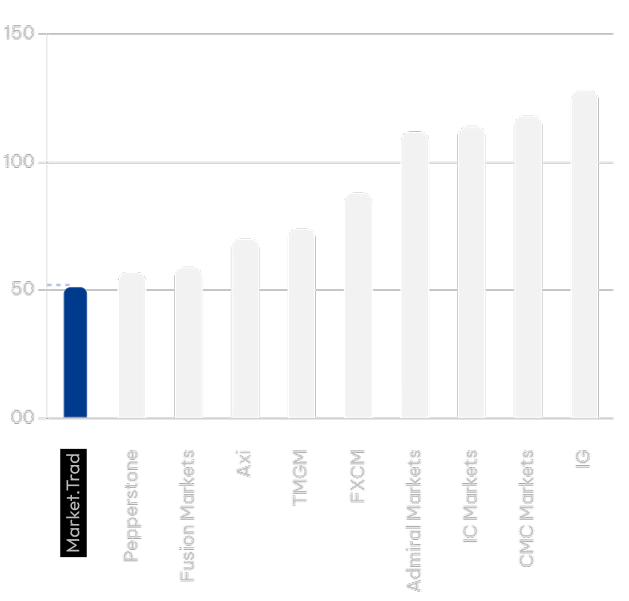 150
100
50
00
Market.Trad
Pepperstone
Fusion Markets
Axi
TMGM
FXCM
Admiral Markets
IC Markets
CMC Markets
IG